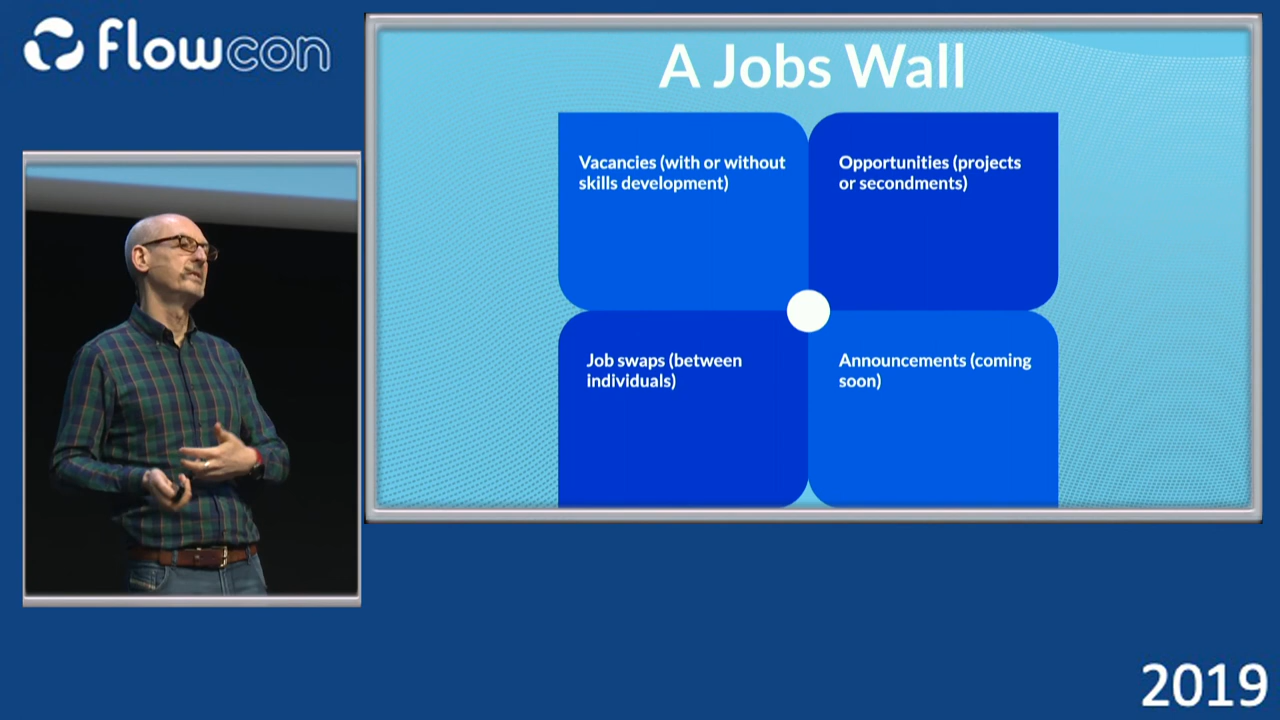 flowcon
A Jobs Wall
Vacancies (with or without
skills development)
Opportunities (projects
or secondments)
Job swaps (between
individuals)
Announcements (coming
soon)
2019